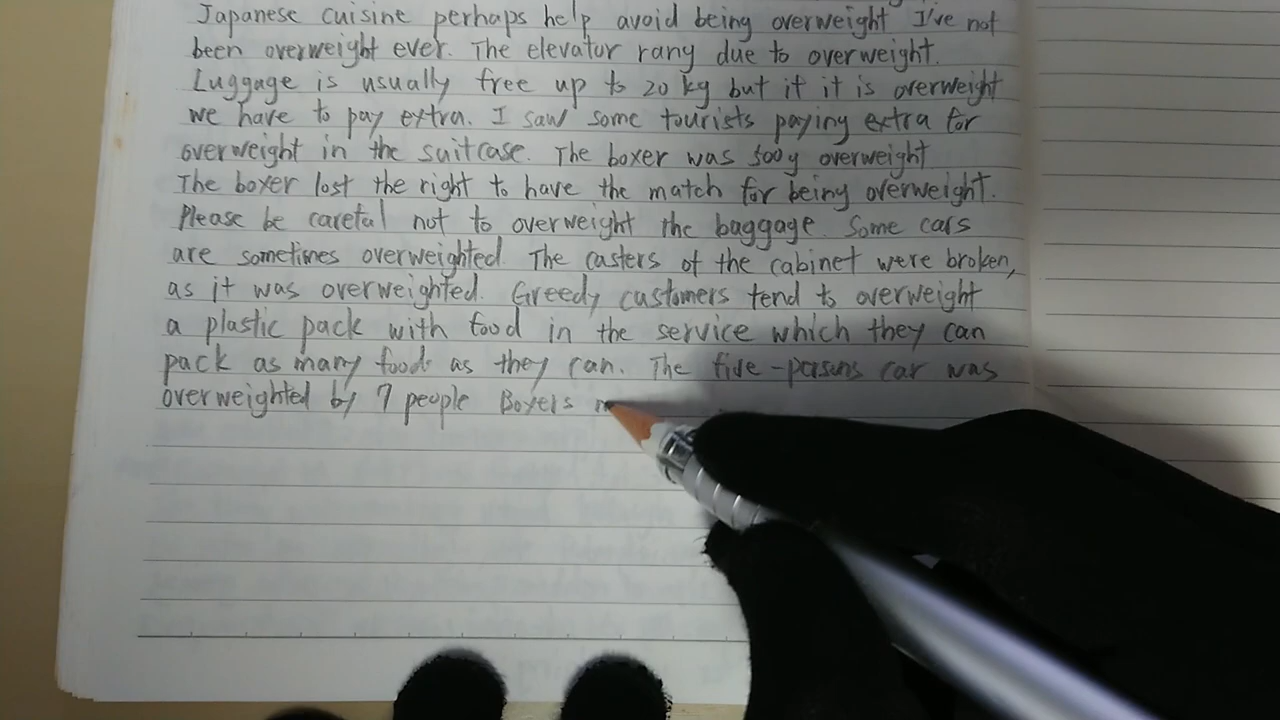 Japanese cuisine perhaps help avoid being overweight I've not
been overweight ever. The elevator rang due to overweight.
Luggage is usually free up to 20 kg but if it is overweight
we have to pay extra. I saw some tourists paying extra for
overweight in the suitcase. The boxer was 500g overweight
The boxer lost the right to have the match for being overweight.
Please be careful not to overweight the baggage. Some cars
are sometimes overweighted. The casters of the cabinet were broken,
as it was overweighted. Greedy customers tend to overweight
a plastic pack with food in the service which they can
pack as many foods as they can. The five-persons car was
overweighted by 7 people Boxers